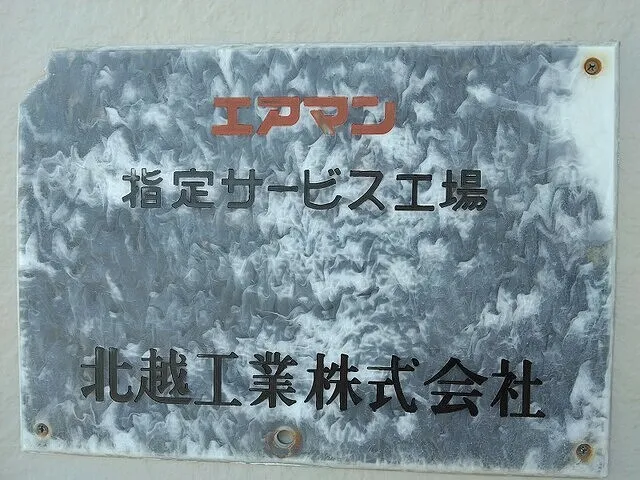 エアマン
指定サービス工場
北越工業株式会社